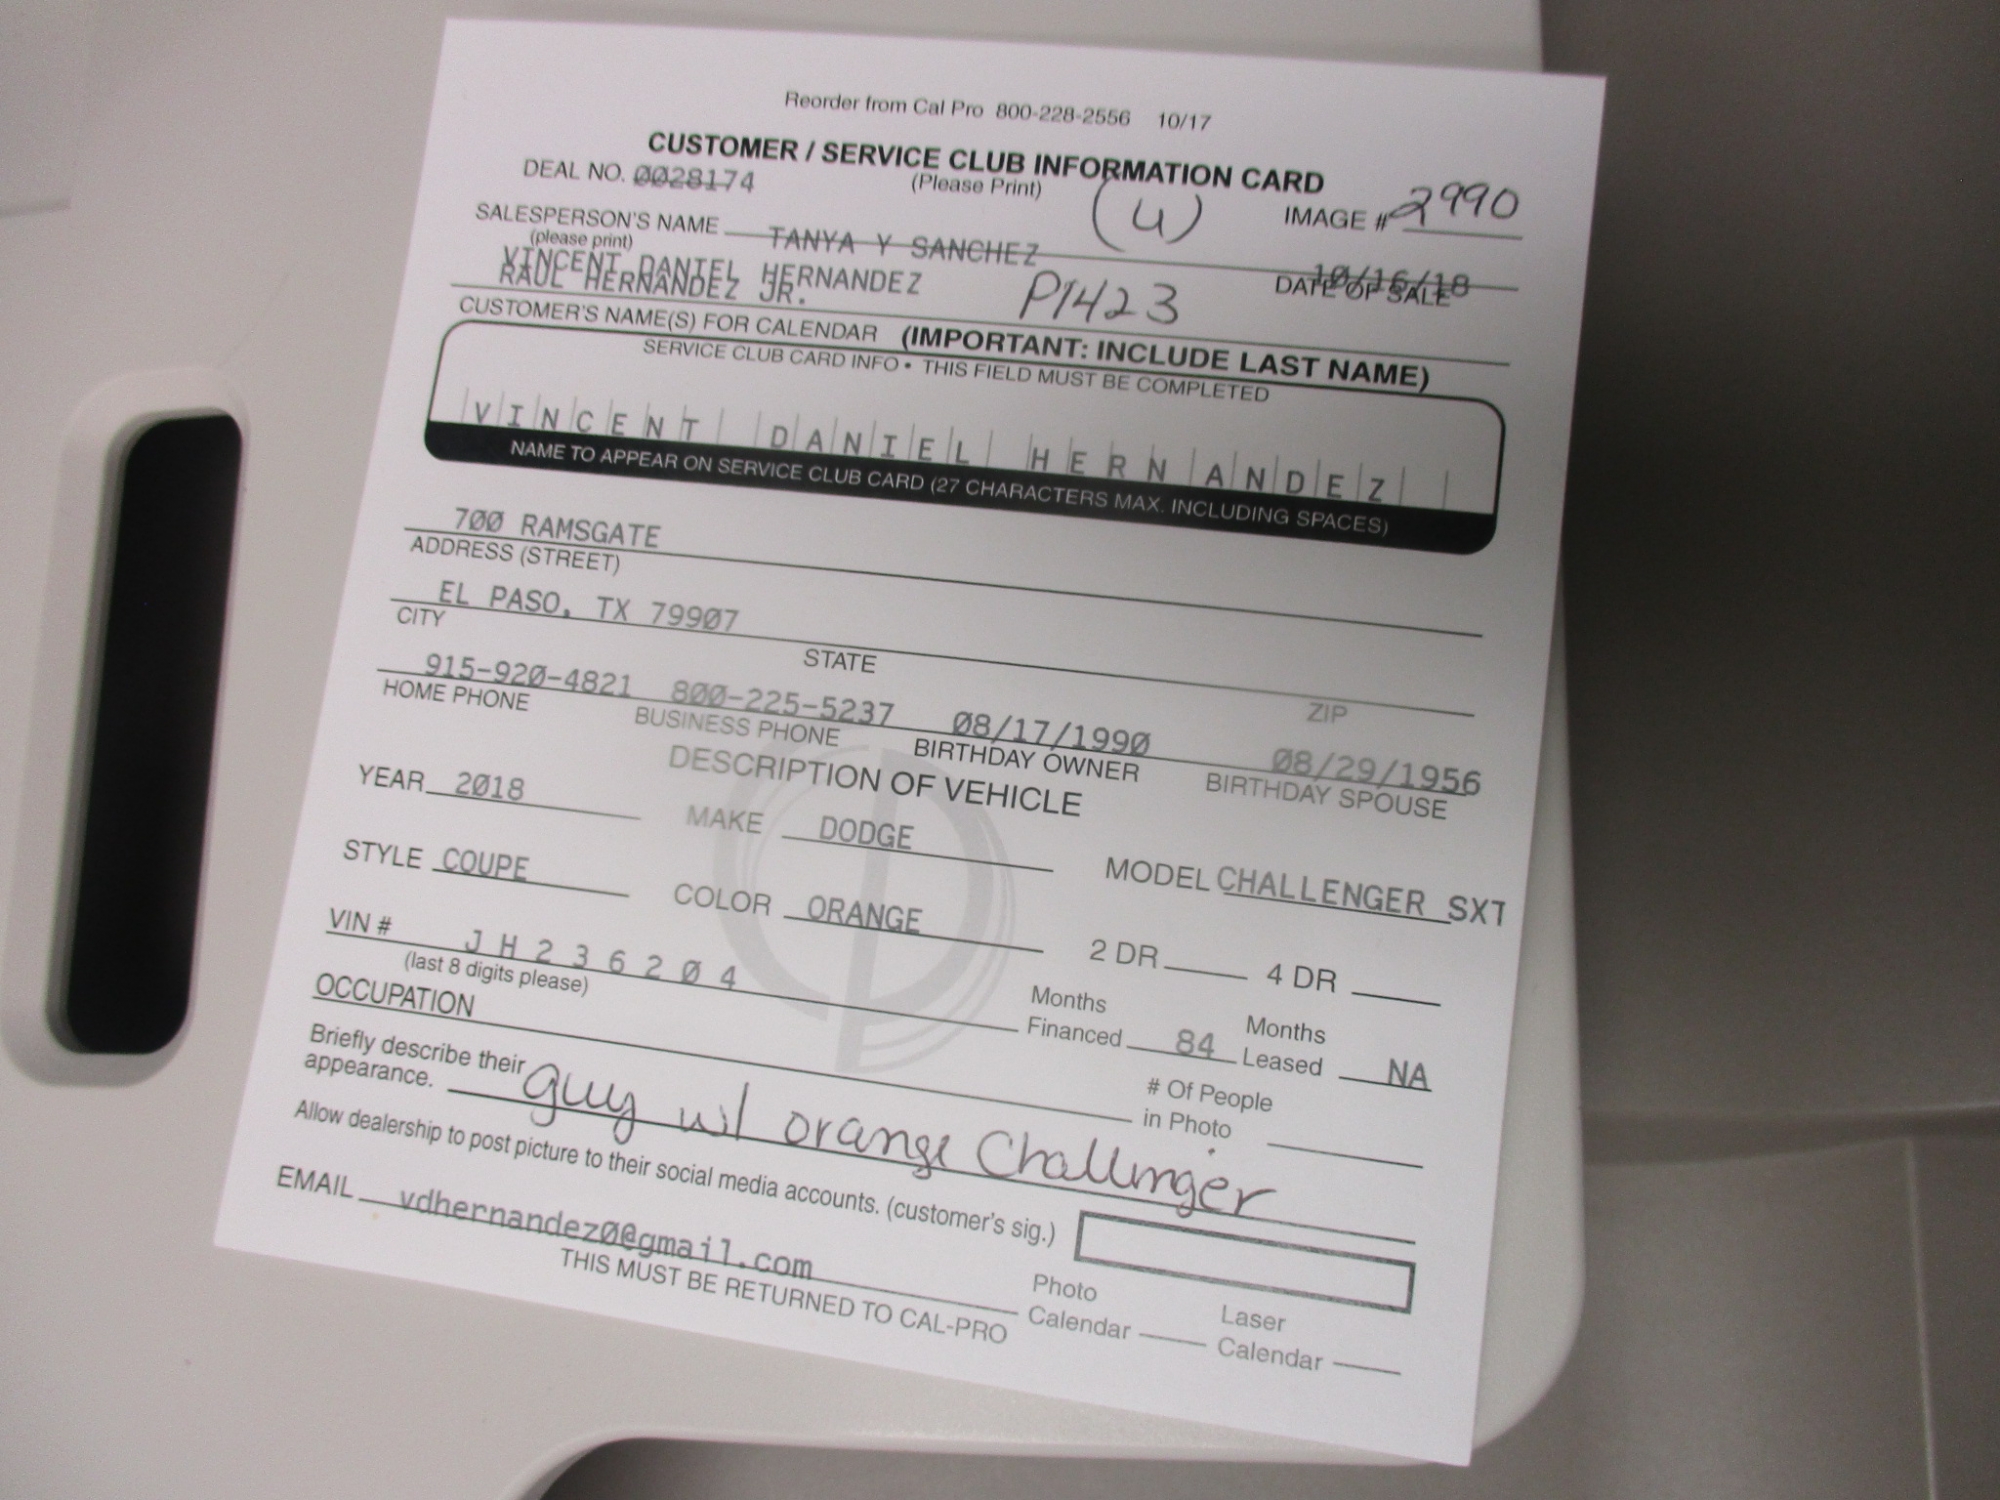 Reorder from Cal Pro 800-228-2556 10/17
CUSTOMER / SERVICE CLUB INFORMATION CARD
DEAL NO. 0028174 (Please Print) (4) IMAGE # 2990
SALESPERSON'S NAME TANYA Y SANCHEZ
(please print)
VINCENT DANIEL HERNANDEZ 10/16/18
RAUL HERNANDEZ JR. P1423 DATE OF SALE
CUSTOMER'S NAME(S) FOR CALENDAR (IMPORTANT: INCLUDE LAST NAME)
SERVICE CLUB CARD INFO • THIS FIELD MUST BE COMPLETED
VINCENT DANIEL HERNANDEZ
NAME TO APPEAR ON SERVICE CLUB CARD (27 CHARACTERS MAX. INCLUDING SPACES)
700 RAMSGATE
ADDRESS (STREET)
EL PASO, TX 79907
CITY STATE ZIP
915-920-4821 800-225-5237 08/17/1990 08/29/1956
HOME PHONE BUSINESS PHONE BIRTHDAY OWNER BIRTHDAY SPOUSE
DESCRIPTION OF VEHICLE
YEAR 2018 MAKE DODGE MODEL CHALLENGER SXT
STYLE COUPE COLOR ORANGE 2 DR 4 DR
VIN # J H 2 3 6 2 0 4
(last 8 digits please)
Months Financed 84 Months Leased NA
OCCUPATION
# Of People in Photo
Briefly describe their appearance. guy w/ orange Challenger
Allow dealership to post picture to their social media accounts. (customer's sig.)
EMAIL vdhernandez0@gmail.com
THIS MUST BE RETURNED TO CAL-PRO
Photo Calendar Laser Calendar